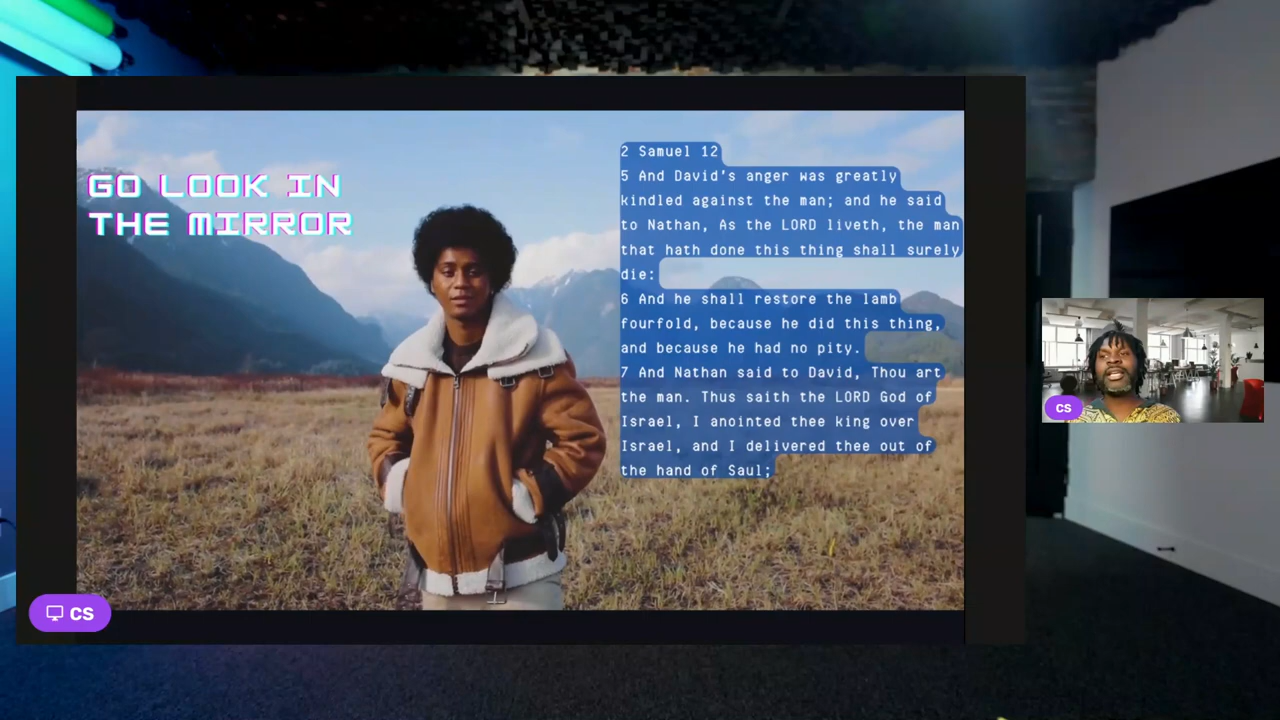 GO LOOK IN
THE MIRROR
2 Samuel 12
5 And David's anger was greatly
kindled against the man; and he said
to Nathan, As the LORD liveth, the man
that hath done this thing shall surely
die:
6 And he shall restore the lamb
fourfold, because he did this thing,
and because he had no pity.
7 And Nathan said to David, Thou art
the man. Thus saith the LORD God of
Israel, I anointed thee king over
Israel, and I delivered thee out of
the hand of Saul;
CS
CS